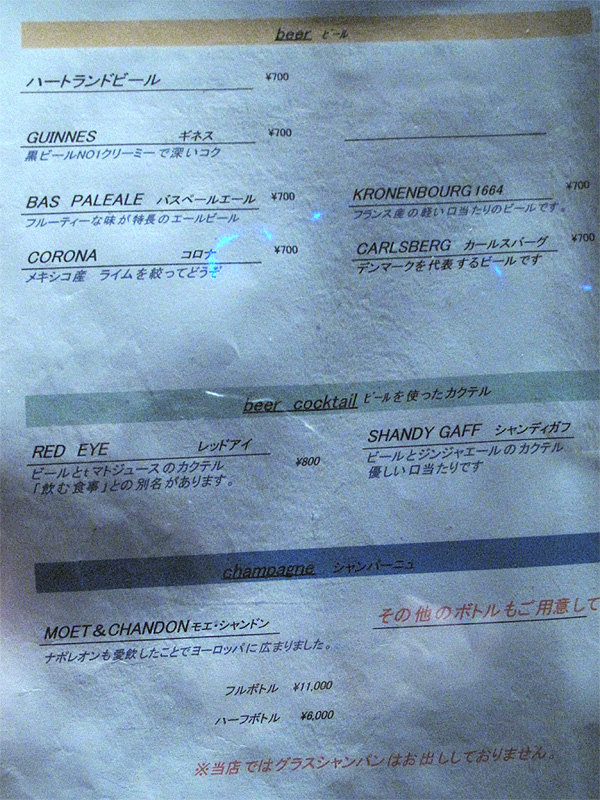 beer ビール
ハートランドビール ¥700
GUINNES ギネス ¥700
黒ビールNO1クリーミーで深いコク
BAS PALEALE バスペールエール ¥700
フルーティーな味が特長のエールビール
CORONA コロナ ¥700
メキシコ産 ライムを絞ってどうぞ
KRONENBOURG 1664 ¥700
フランス産の軽い口当たりのビールです。
CARLSBERG カールスバーグ ¥700
デンマークを代表するビールです
beer cocktail ビールを使ったカクテル
RED EYE レッドアイ ¥800
ビールとtマトジュースのカクテル
「飲む食事」との別名があります。
SHANDY GAFF シャンディガフ
ビールとジンジャエールのカクテル
優しい口当たりです
champagne シャンパーニュ
MOET&CHANDON モエ・シャンドン
ナポレオンも愛飲したことでヨーロッパに広まりました。
フルボトル ¥11,000
ハーフボトル ¥6,000
その他のボトルもご用意して
※当店ではグラスシャンパンはお出ししておりません。